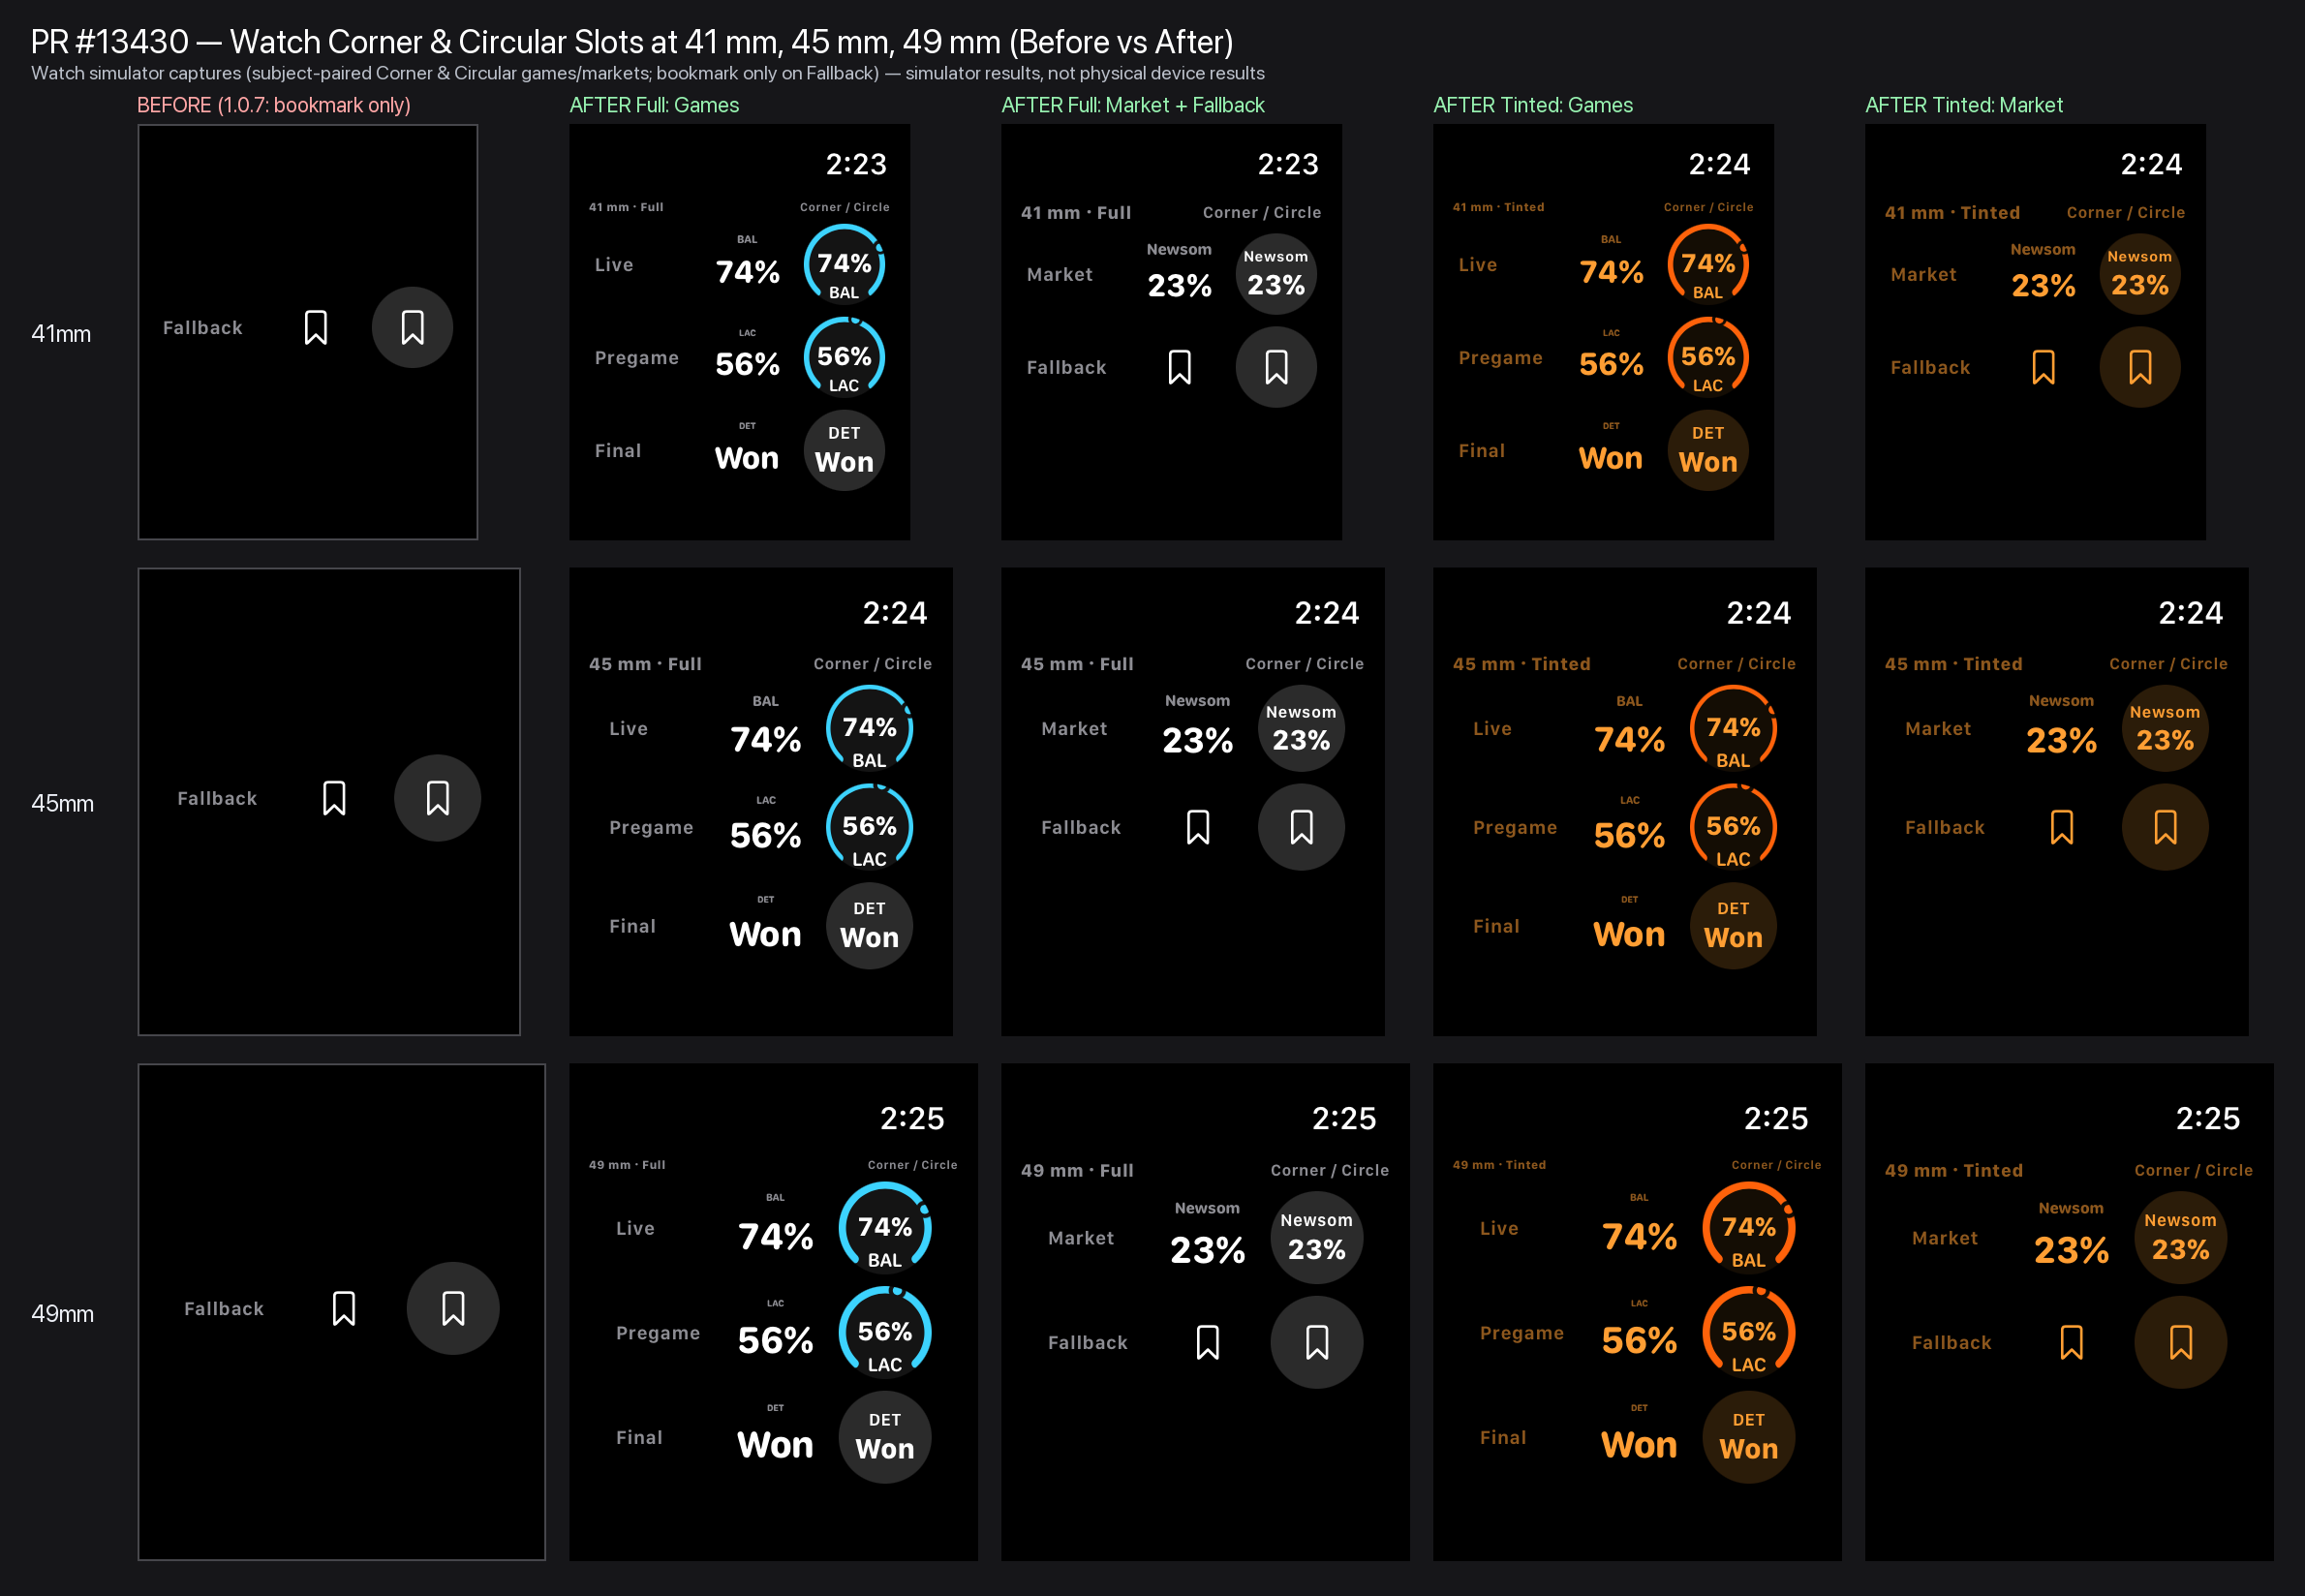 PR #13430 — Watch Corner & Circular Slots at 41 mm, 45 mm, 49 mm (Before vs After)
Watch simulator captures (subject-paired Corner & Circular games/markets; bookmark only on Fallback) — simulator results, not physical device results
BEFORE (1.0.7: bookmark only)
AFTER Full: Games
AFTER Full: Market + Fallback
AFTER Tinted: Games
AFTER Tinted: Market
41mm
Fallback
2:23
41 mm · Full
Corner / Circle
Live
BAL
74%
74%
BAL
Pregame
LAC
56%
56%
LAC
Final
DET
Won
DET
Won
2:23
41 mm · Full
Corner / Circle
Market
Newsom
23%
Newsom
23%
Fallback
2:24
41 mm · Tinted
Corner / Circle
Live
BAL
74%
74%
BAL
Pregame
LAC
56%
56%
LAC
Final
DET
Won
DET
Won
2:24
41 mm · Tinted
Corner / Circle
Market
Newsom
23%
Newsom
23%
Fallback
45mm
Fallback
2:24
45 mm · Full
Corner / Circle
Live
BAL
74%
74%
BAL
Pregame
LAC
56%
56%
LAC
Final
DET
Won
DET
Won
2:24
45 mm · Full
Corner / Circle
Market
Newsom
23%
Newsom
23%
Fallback
2:24
45 mm · Tinted
Corner / Circle
Live
BAL
74%
74%
BAL
Pregame
LAC
56%
56%
LAC
Final
DET
Won
DET
Won
2:24
45 mm · Tinted
Corner / Circle
Market
Newsom
23%
Newsom
23%
Fallback
49mm
Fallback
2:25
49 mm · Full
Corner / Circle
Live
BAL
74%
74%
BAL
Pregame
LAC
56%
56%
LAC
Final
DET
Won
DET
Won
2:25
49 mm · Full
Corner / Circle
Market
Newsom
23%
Newsom
23%
Fallback
2:25
49 mm · Tinted
Corner / Circle
Live
BAL
74%
74%
BAL
Pregame
LAC
56%
56%
LAC
Final
DET
Won
DET
Won
2:25
49 mm · Tinted
Corner / Circle
Market
Newsom
23%
Newsom
23%
Fallback